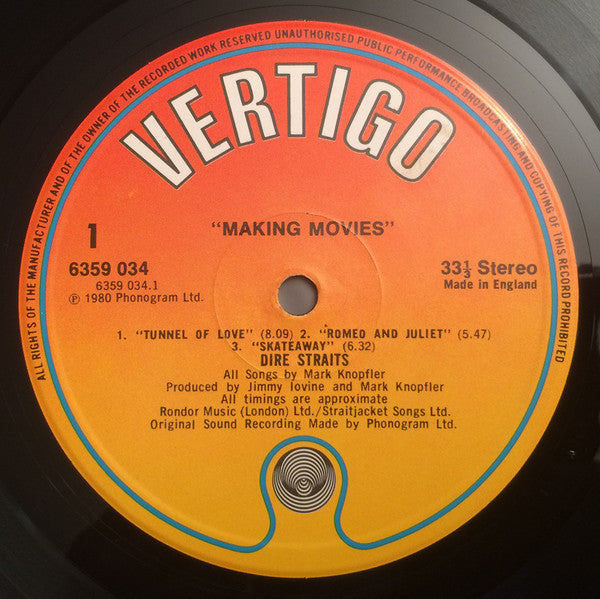 ALL RIGHTS OF THE MANUFACTURER AND OF THE OWNER OF THE RECORDED WORK RESERVED UNAUTHORISED PUBLIC PERFORMANCE BROADCASTING AND COPYING OF THIS RECORD PROHIBITED
VERTIGO
1
"MAKING MOVIES"
6359 034
6359 034.1
℗ 1980 Phonogram Ltd.
33⅓ Stereo
Made in England
1. "TUNNEL OF LOVE" (8.09) 2. "ROMEO AND JULIET" (5.47)
3. "SKATEAWAY" (6.32)
DIRE STRAITS
All Songs by Mark Knopfler
Produced by Jimmy Iovine and Mark Knopfler
All timings are approximate
Rondor Music (London) Ltd./Straitjacket Songs Ltd.
Original Sound Recording Made by Phonogram Ltd.